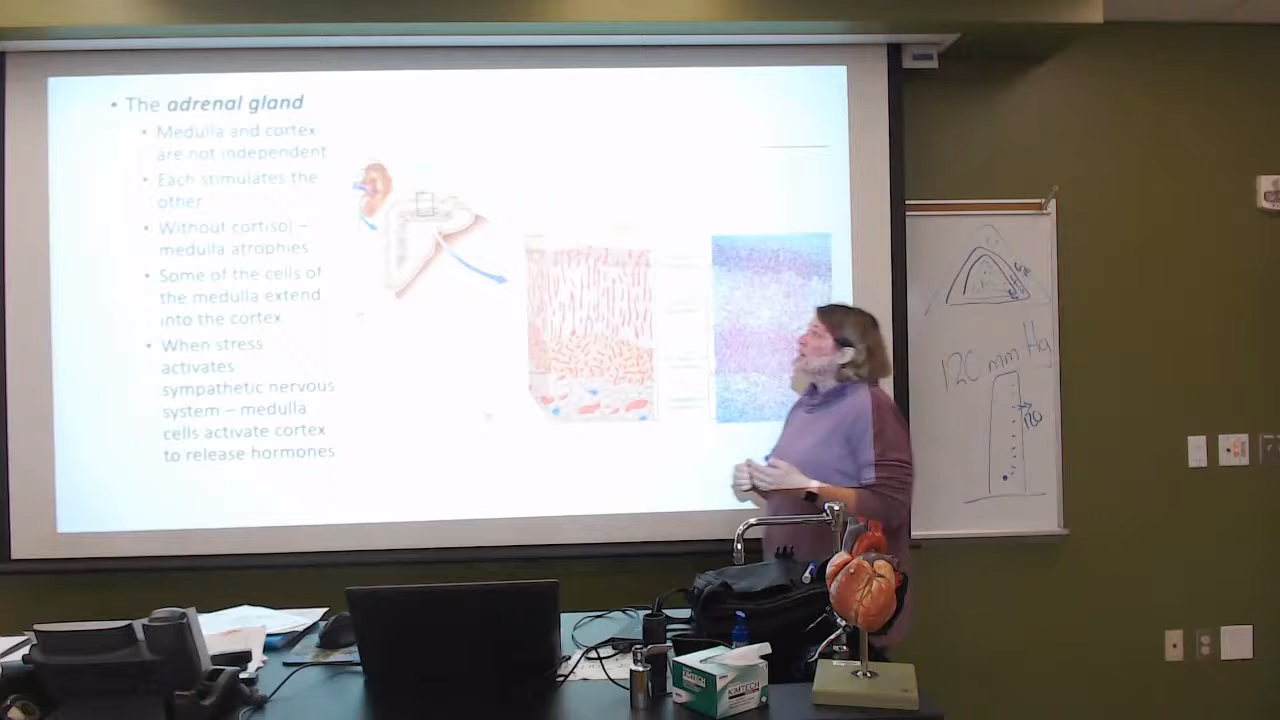 • The adrenal gland
• Medulla and cortex
are not independent
• Each stimulates the
other
• Without cortisol –
medulla atrophies
• Some of the cells of
the medulla extend
into the cortex
• When stress
activates
sympathetic nervous
system – medulla
cells activate cortex
to release hormones
120 mm Hg
120
KIMTECH
KIMTECH